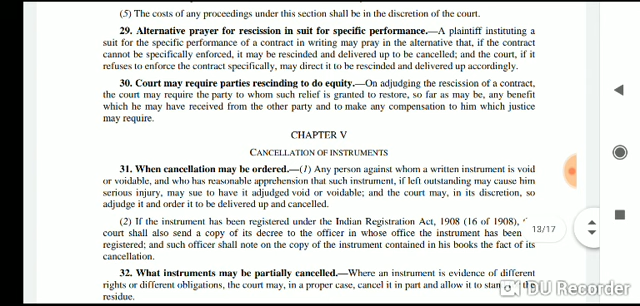 (5) The costs of any proceedings under this section shall be in the discretion of the court.
29. Alternative prayer for rescission in suit for specific performance.—A plaintiff instituting a
suit for the specific performance of a contract in writing may pray in the alternative that, if the contract
cannot be specifically enforced, it may be rescinded and delivered up to be cancelled; and the court, if it
refuses to enforce the contract specifically, may direct it to be rescinded and delivered up accordingly.
30. Court may require parties rescinding to do equity.—On adjudging the rescission of a contract,
the court may require the party to whom such relief is granted to restore, so far as may be, any benefit
which he may have received from the other party and to make any compensation to him which justice
may require.
CHAPTER V
CANCELLATION OF INSTRUMENTS
31. When cancellation may be ordered.—(1) Any person against whom a written instrument is void
or voidable, and who has reasonable apprehension that such instrument, if left outstanding may cause him
serious injury, may sue to have it adjudged void or voidable; and the court may, in its discretion, so
adjudge it and order it to be delivered up and cancelled.
(2) If the instrument has been registered under the Indian Registration Act, 1908 (16 of 1908),
court shall also send a copy of its decree to the officer in whose office the instrument has been
registered; and such officer shall note on the copy of the instrument contained in his books the fact of its
cancellation.
13/17
32. What instruments may be partially cancelled.—Where an instrument is evidence of different
rights or different obligations, the court may, in a proper case, cancel it in part and allow it to
residue.
DU Recorder